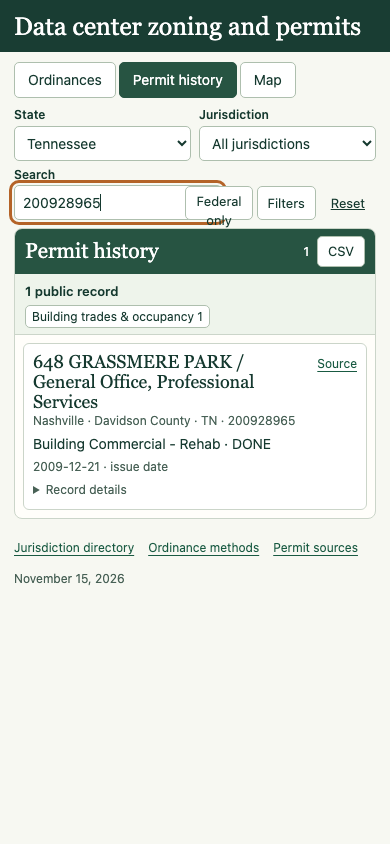 Data center zoning and permits
Ordinances Permit history Map
State Jurisdiction
Tennessee All jurisdictions
Search
200928965 Federal only Filters Reset
Permit history 1 CSV
1 public record
Building trades & occupancy 1
648 GRASSMERE PARK / Source
General Office, Professional
Services
Nashville · Davidson County · TN · 200928965
Building Commercial - Rehab · DONE
2009-12-21 · issue date
Record details
Jurisdiction directory Ordinance methods Permit sources
November 15, 2026